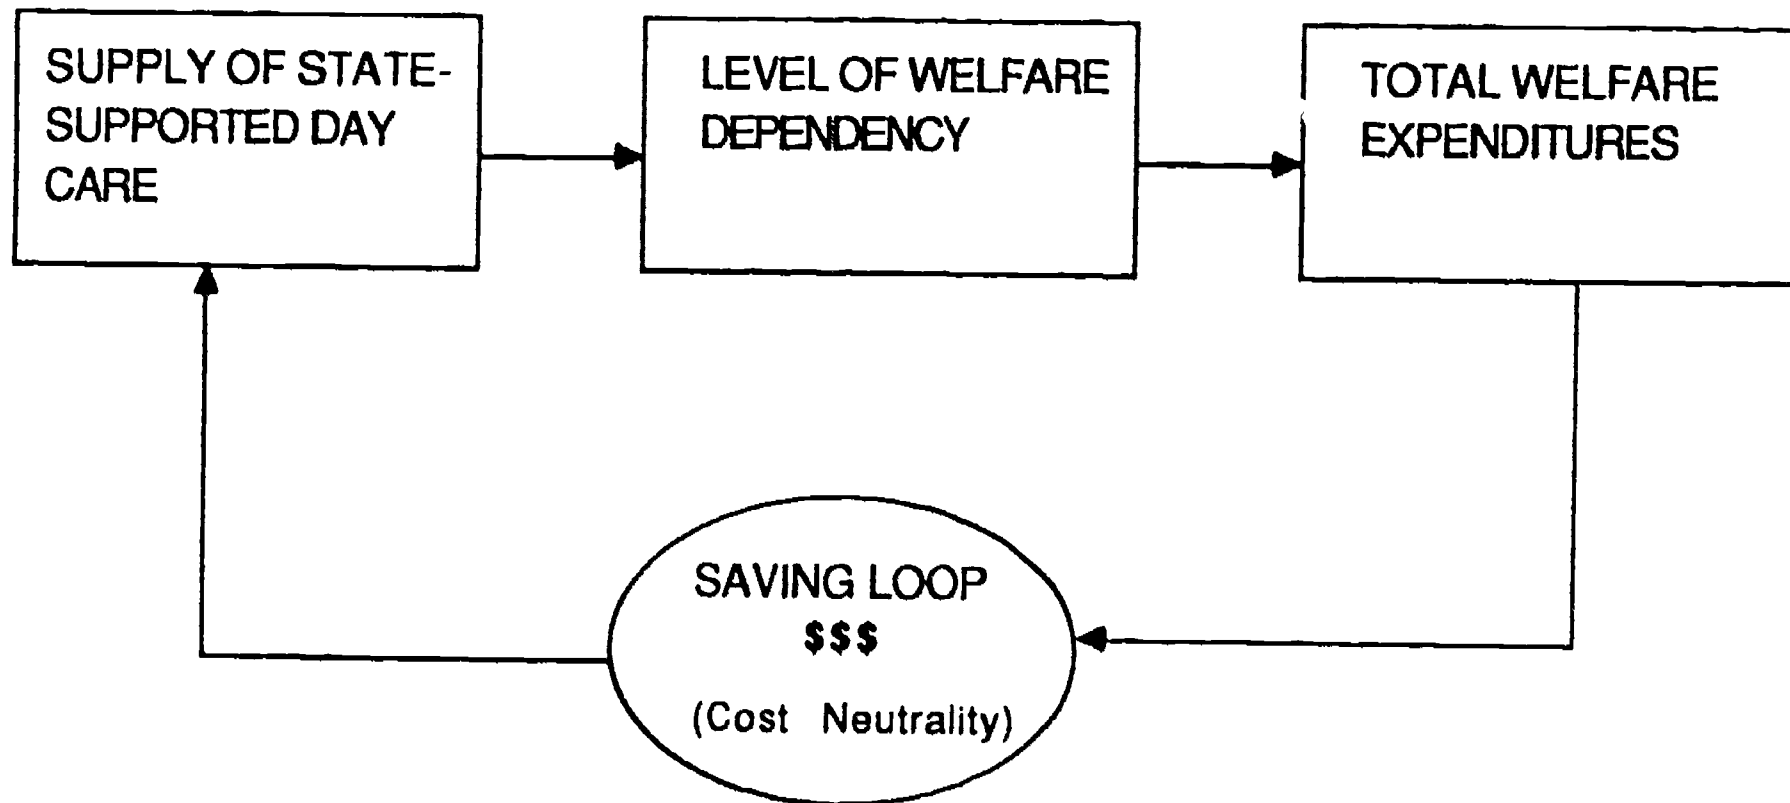 SUPPLY OF STATE-
SUPPORTED DAY
CARE
LEVEL OF WELFARE
DEPENDENCY
TOTAL WELFARE
EXPENDITURES
SAVING LOOP
$$$
(Cost Neutrality)